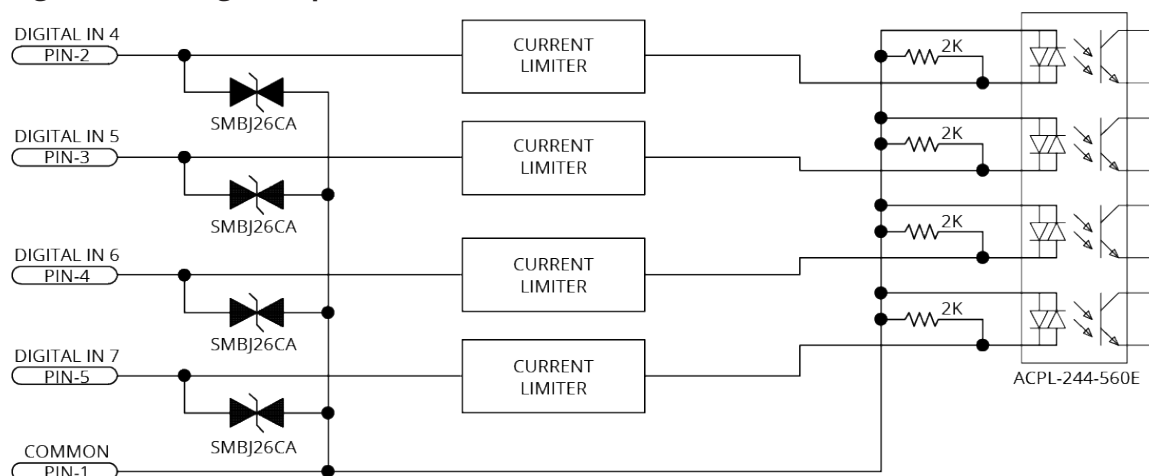 DIGITAL IN 4
PIN-2
CURRENT
LIMITER
2K
SMBJ26CA
DIGITAL IN 5
PIN-3
CURRENT
LIMITER
2K
SMBJ26CA
DIGITAL IN 6
PIN-4
CURRENT
LIMITER
2K
SMBJ26CA
DIGITAL IN 7
PIN-5
CURRENT
LIMITER
2K
SMBJ26CA
ACPL-244-560E
COMMON
PIN-1